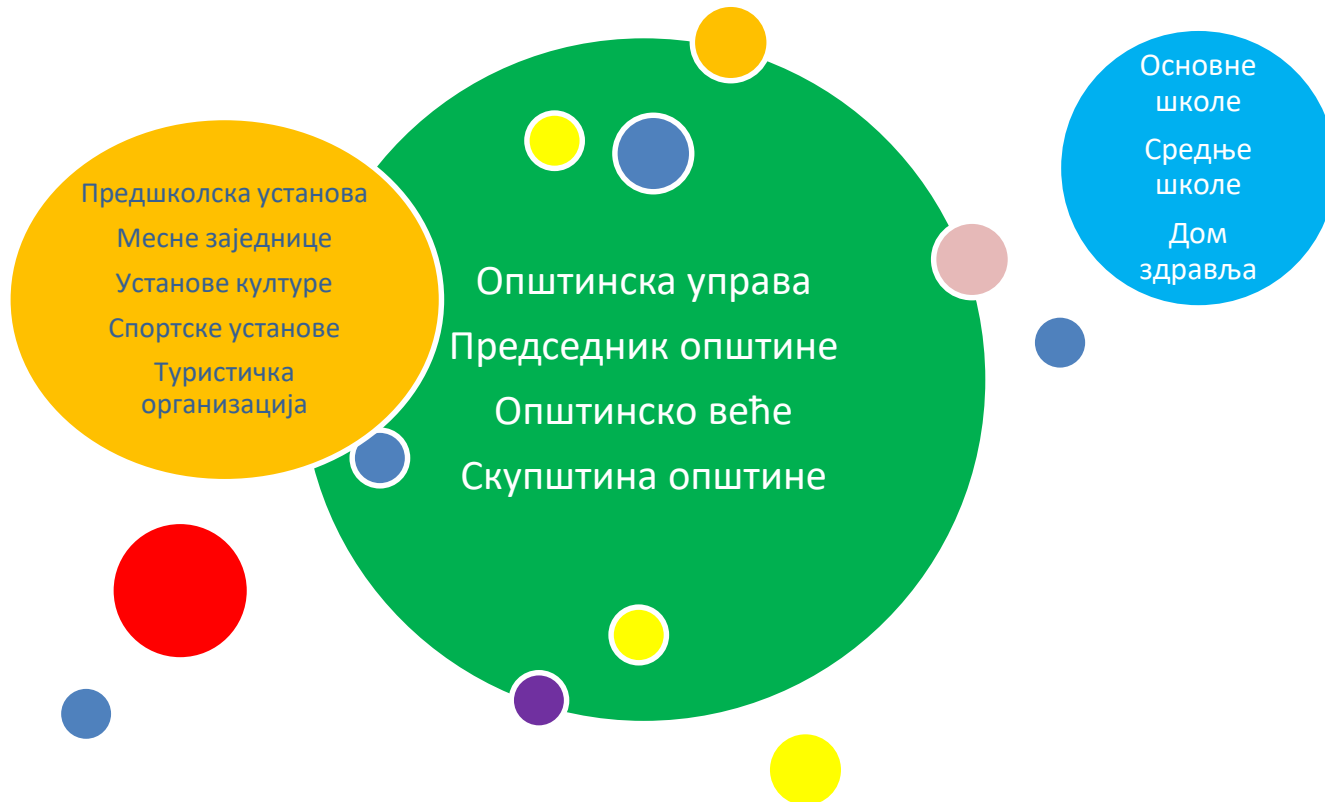 Предшколска установа
Месне заједнице
Установе културе
Спортске установе
Туристичка
организација
Општинска управа
Председник општине
Општинско веће
Скупштина општине
Основне
школе
Средње
школе
Дом
здравља